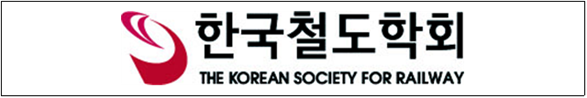 한국철도학회
THE KOREAN SOCIETY FOR RAILWAY